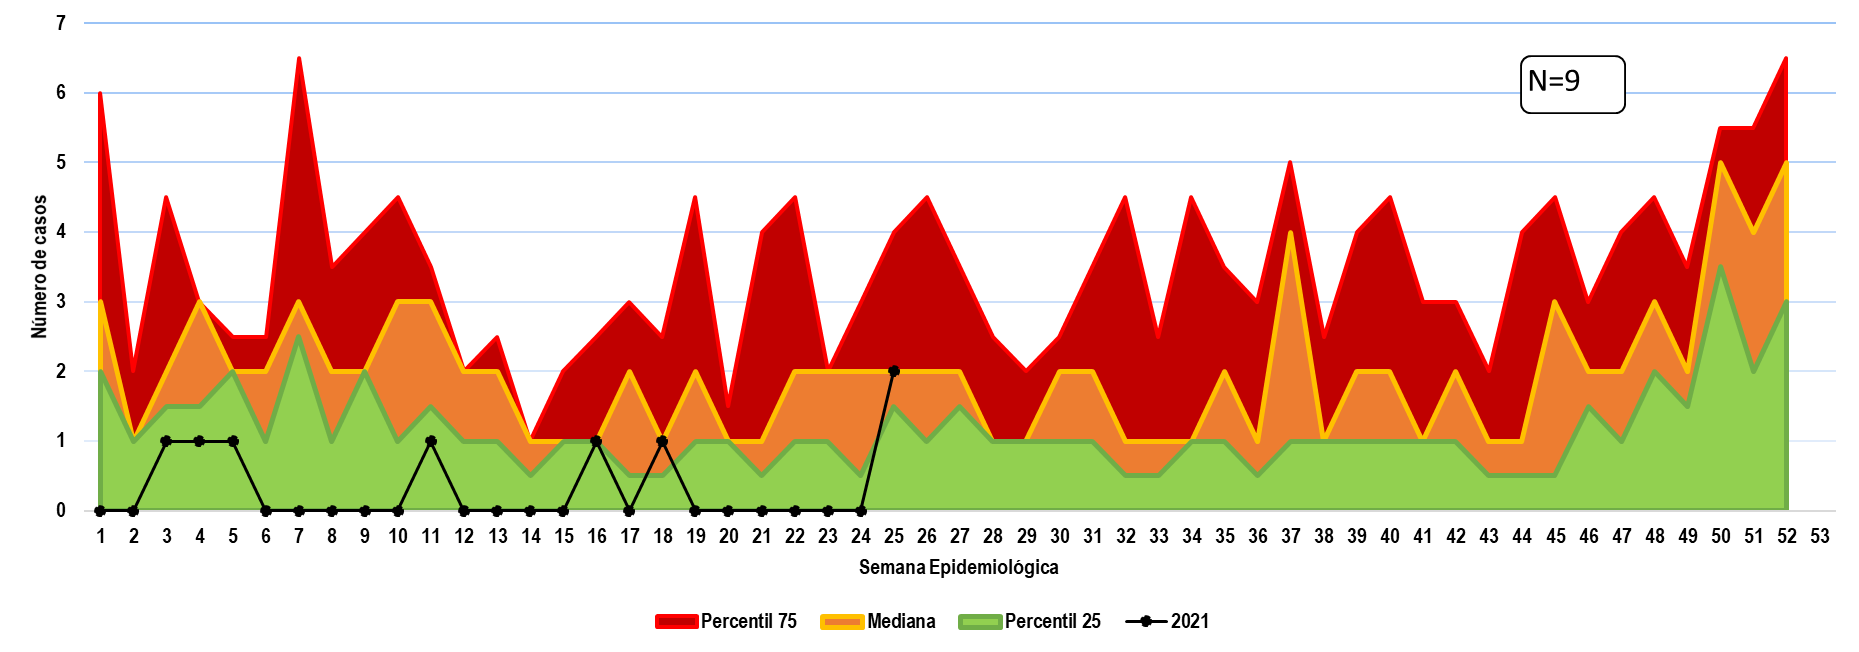 7
N=9
6
5
4
3
2
1
0
Número de casos
1 2 3 4 5 6 7 8 9 10 11 12 13 14 15 16 17 18 19 20 21 22 23 24 25 26 27 28 29 30 31 32 33 34 35 36 37 38 39 40 41 42 43 44 45 46 47 48 49 50 51 52 53
Semana Epidemiológica
Percentil 75 Mediana Percentil 25 2021